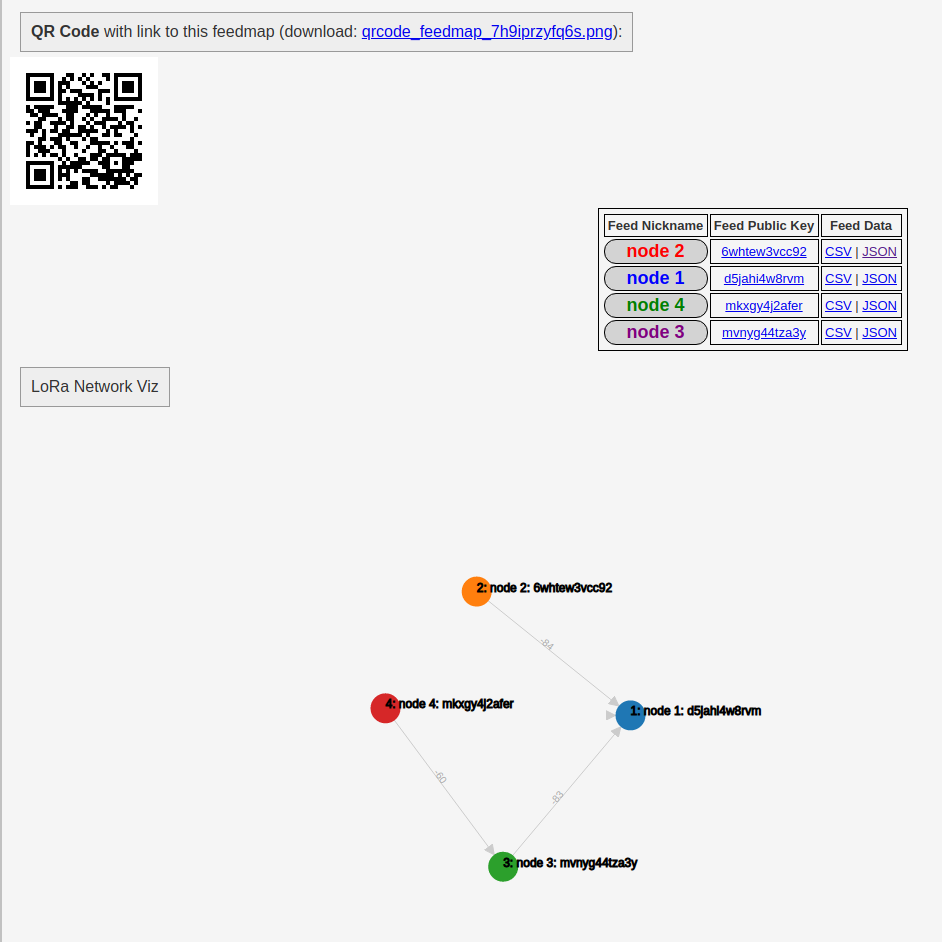 QR Code with link to this feedmap (download: qrcode_feedmap_7h9iprzyfq6s.png):
Feed Nickname Feed Public Key Feed Data
node 2 6whtew3vcc92 CSV | JSON
node 1 d5jahi4w8rvm CSV | JSON
node 4 mkxgy4j2afer CSV | JSON
node 3 mvnyg44tza3y CSV | JSON
LoRa Network Viz
2: node 2: 6whtew3vcc92
-84
4: node 4: mkxgy4j2afer
1: node 1: d5jahi4w8rvm
-60
-83
3: node 3: mvnyg44tza3y